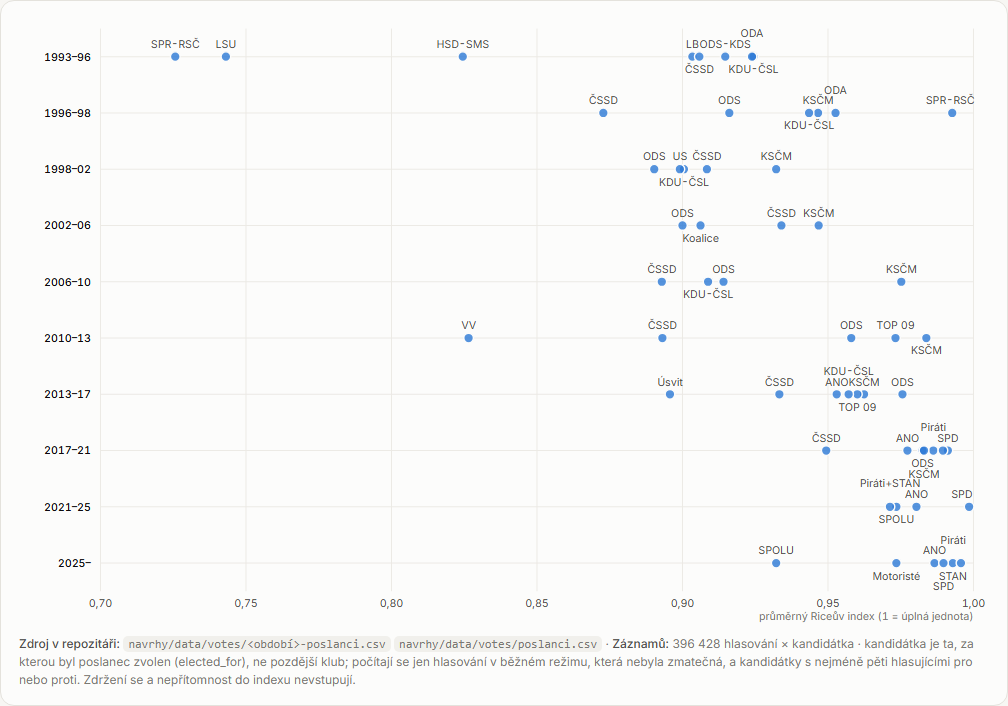 ODA
SPR-RSČ LSU HSD-SMS LBODS-KDS
1993–96
ČSSD KDU-ČSL
ODA
ČSSD ODS KSČM SPR-RSČ
1996–98
KDU-ČSL
ODS US ČSSD KSČM
1998–02
KDU-ČSL
ODS ČSSD KSČM
2002–06
Koalice
ČSSD ODS KSČM
2006–10
KDU-ČSL
VV ČSSD ODS TOP 09
2010–13
KSČM
KDU-ČSL
Úsvit ČSSD ANOKSČM ODS
2013–17
TOP 09
Piráti
ČSSD ANO SPD
2017–21
ODS
KSČM
Piráti+STAN
ANO SPD
2021–25
SPOLU
Piráti
SPOLU ANO
2025–
Motoristé STAN
SPD
0,70 0,75 0,80 0,85 0,90 0,95 1,00
průměrný Riceův index (1 = úplná jednota)
Zdroj v repozitáři: navrhy/data/votes/<období>-poslanci.csv navrhy/data/votes/poslanci.csv · Záznamů: 396 428 hlasování × kandidátka · kandidátka je ta, za
kterou byl poslanec zvolen (elected_for), ne pozdější klub; počítají se jen hlasování v běžném režimu, která nebyla zmatečná, a kandidátky s nejméně pěti hlasujícími pro
nebo proti. Zdržení se a nepřítomnost do indexu nevstupují.